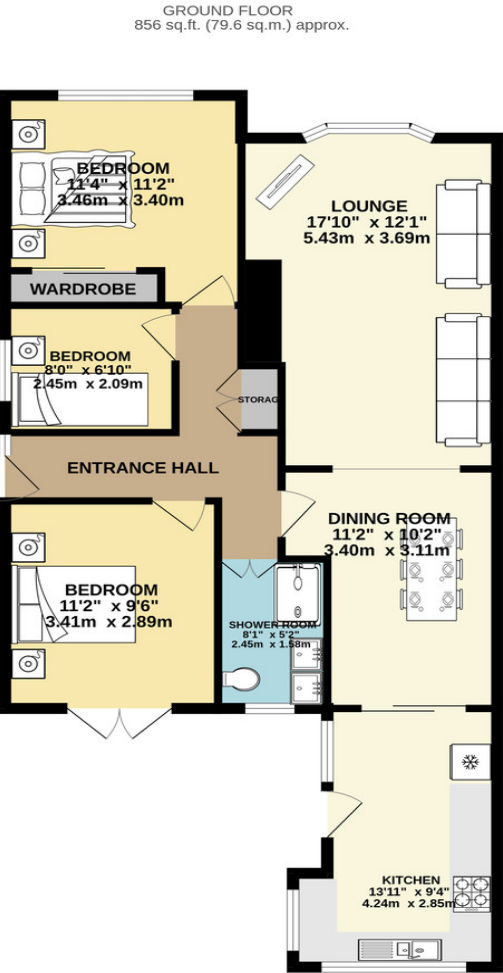 GROUND FLOOR
856 sq.ft. (79.6 sq.m.) approx.
BEDROOM
11'4" x 11'2"
3.46m x 3.40m
LOUNGE
17'10" x 12'1"
5.43m x 3.69m
WARDROBE
BEDROOM
8'0" x 6'10"
2.45m x 2.09m
STORAG
ENTRANCE HALL
DINING ROOM
11'2" x 10'2"
3.40m x 3.11m
BEDROOM
11'2" x 9'6"
3.41m x 2.89m
SHOWER ROOM
8'1" x 5'2"
2.45m x 1.58m
KITCHEN
13'11" x 9'4"
4.24m x 2.85m